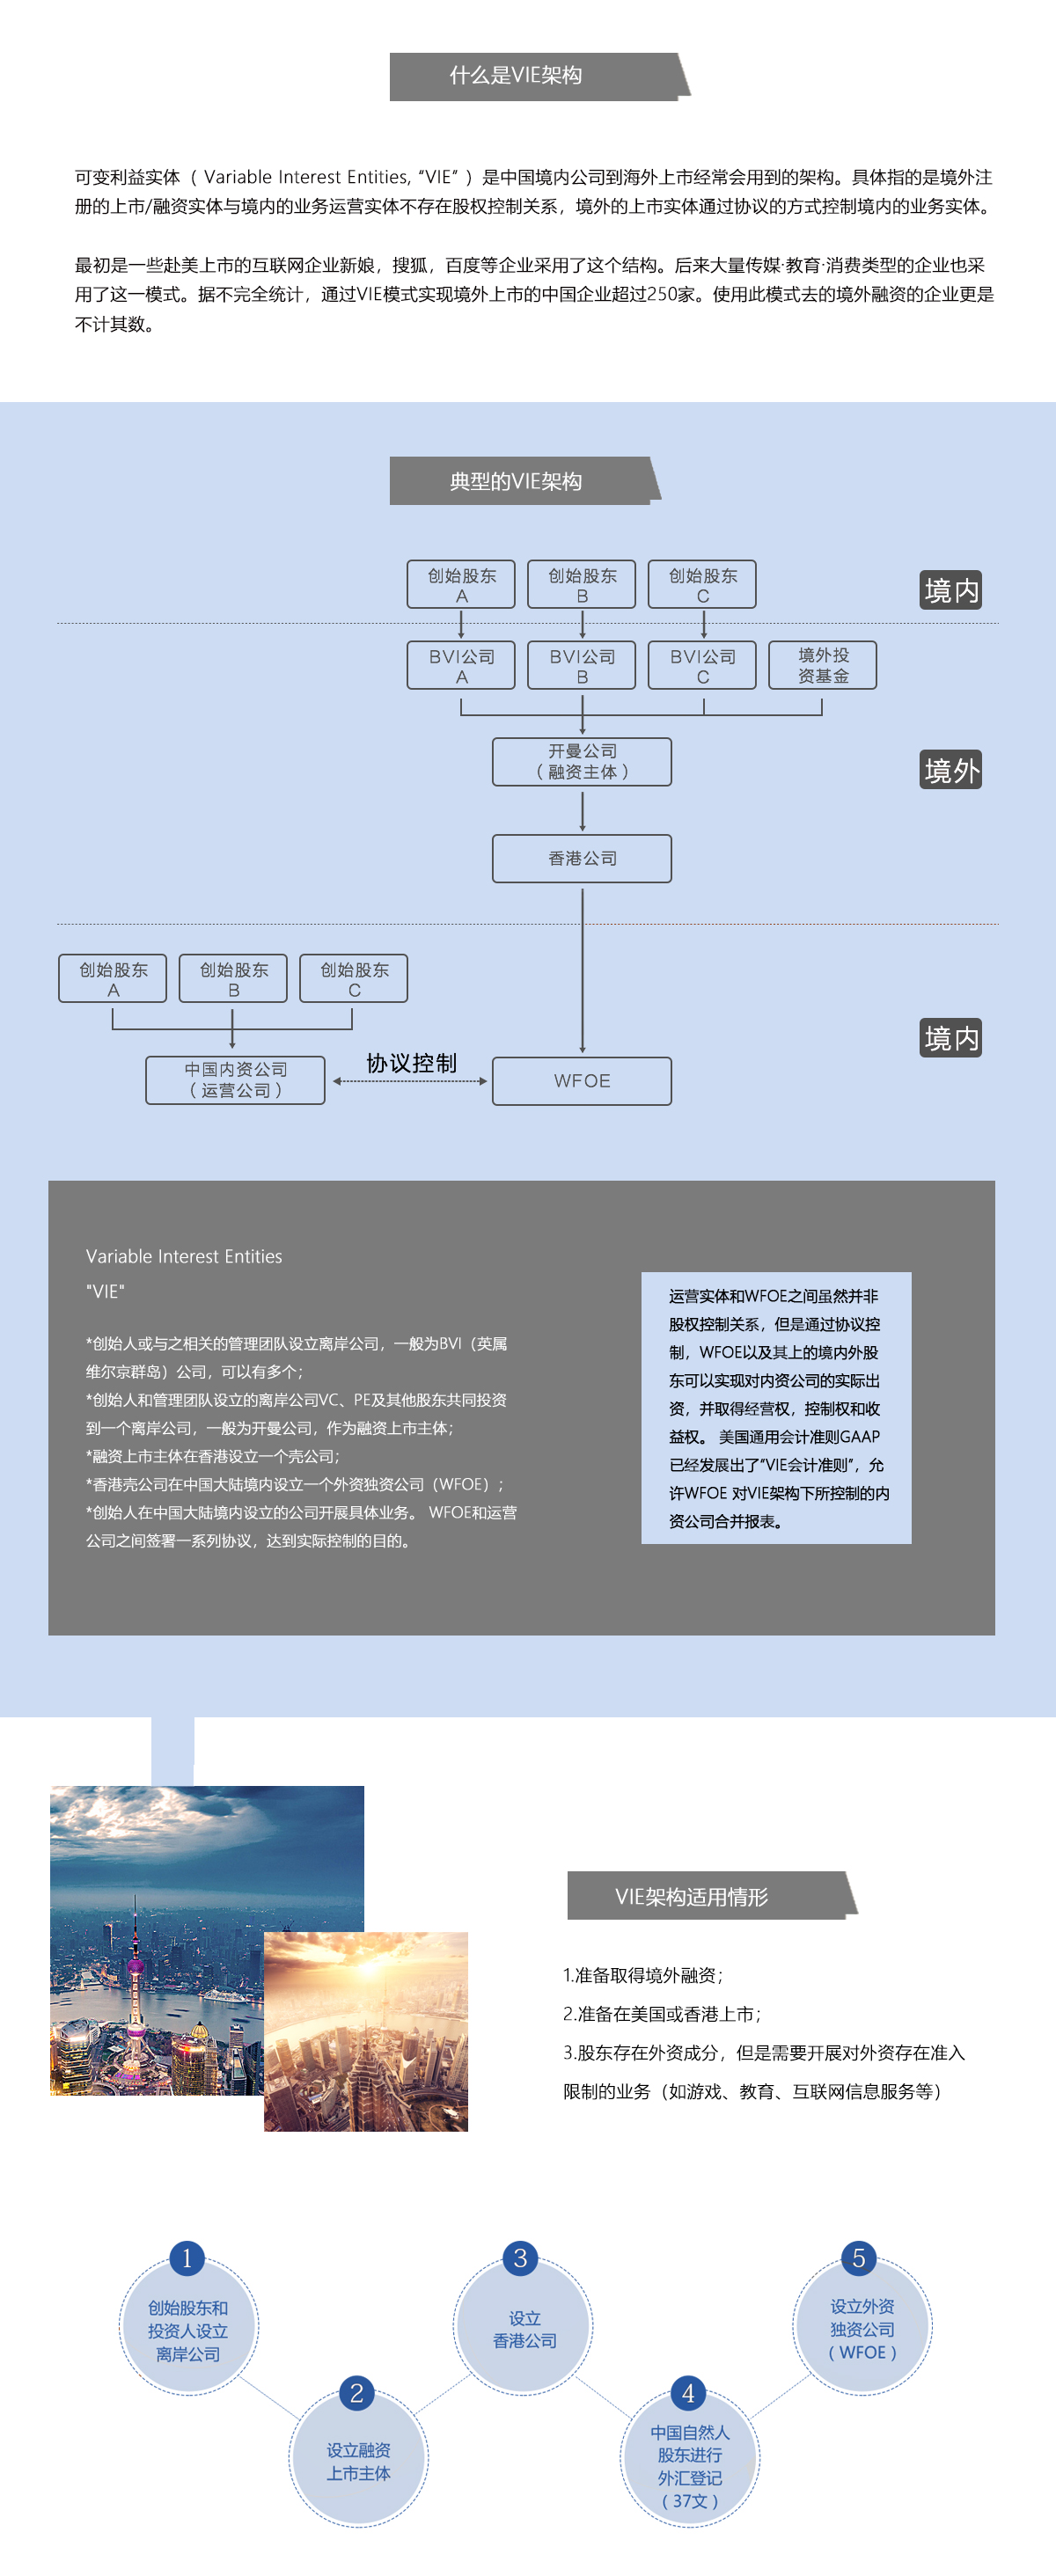 什么是VIE架构
可变利益实体（ Variable Interest Entities, “VIE” ）是中国境内公司到海外上市经常会用到的架构。具体指的是境外注
册的上市/融资实体与境内的业务运营实体不存在股权控制关系，境外的上市实体通过协议的方式控制境内的业务实体。
最初是一些赴美上市的互联网企业新娘，搜狐，百度等企业采用了这个结构。后来大量传媒·教育·消费类型的企业也采
用了这一模式。据不完全统计，通过VIE模式实现境外上市的中国企业超过250家。使用此模式去的境外融资的企业更是
不计其数。
典型的VIE架构
创始股东
A
创始股东
B
创始股东
C
境内
BVI公司
A
BVI公司
B
BVI公司
C
境外投
资基金
开曼公司
（融资主体）
境外
香港公司
创始股东
A
创始股东
B
创始股东
C
境内
中国内资公司
（运营公司）
协议控制
WFOE
Variable Interest Entities
"VIE"
*创始人或与之相关的管理团队设立离岸公司，一般为BVI（英属
维尔京群岛）公司，可以有多个；
*创始人和管理团队设立的离岸公司VC、PE及其他股东共同投资
到一个离岸公司，一般为开曼公司，作为融资上市主体；
*融资上市主体在香港设立一个壳公司；
*香港壳公司在中国大陆境内设立一个外资独资公司（WFOE）；
*创始人在中国大陆境内设立的公司开展具体业务。 WFOE和运营
公司之间签署一系列协议，达到实际控制的目的。
运营实体和WFOE之间虽然并非
股权控制关系，但是通过协议控
制，WFOE以及其上的境内外股
东可以实现对内资公司的实际出
资，并取得经营权，控制权和收
益权。 美国通用会计准则GAAP
已经发展出了“VIE会计准则”，允
许WFOE 对VIE架构下所控制的内
资公司合并报表。
VIE架构适用情形
1.准备取得境外融资；
2.准备在美国或香港上市；
3.股东存在外资成分，但是需要开展对外资存在准入
限制的业务（如游戏、教育、互联网信息服务等）
1
创始股东和
投资人设立
离岸公司
2
设立融资
上市主体
3
设立
香港公司
4
中国自然人
股东进行
外汇登记
（37文）
5
设立外资
独资公司
（WFOE）